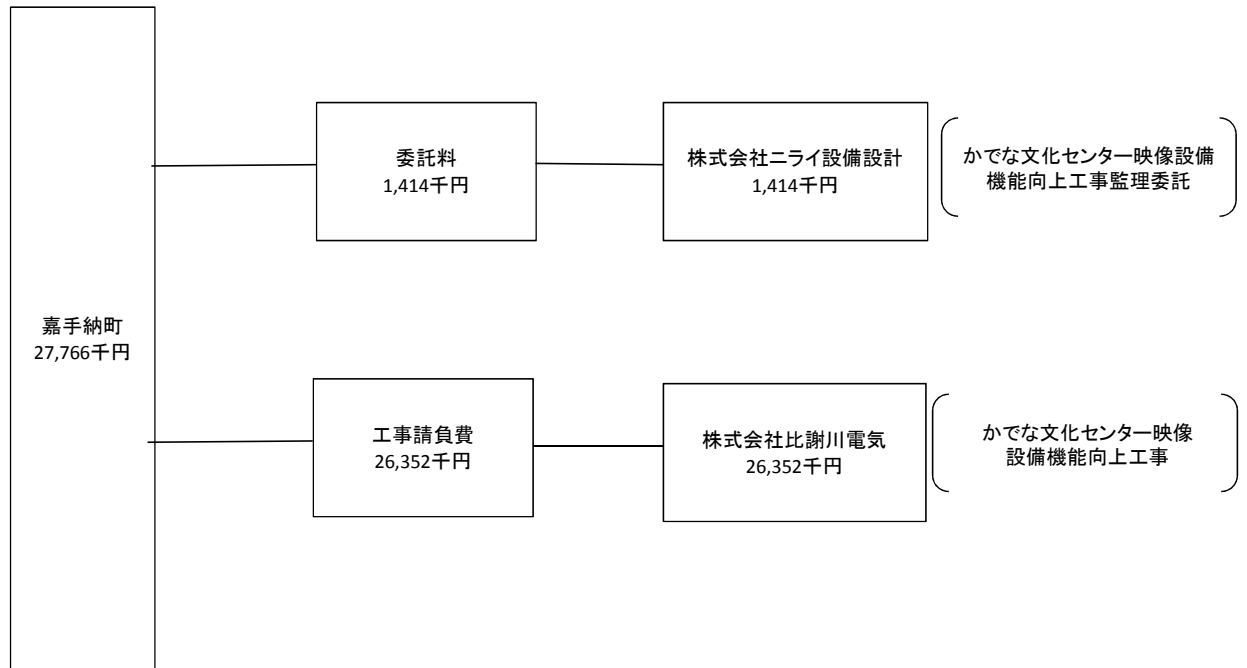 嘉手納町
27,766千円
委託料
1,414千円
株式会社ニライ設備設計
1,414千円
かでな文化センター映像設備
機能向上工事監理委託
工事請負費
26,352千円
株式会社比謝川電気
26,352千円
かでな文化センター映像
設備機能向上工事